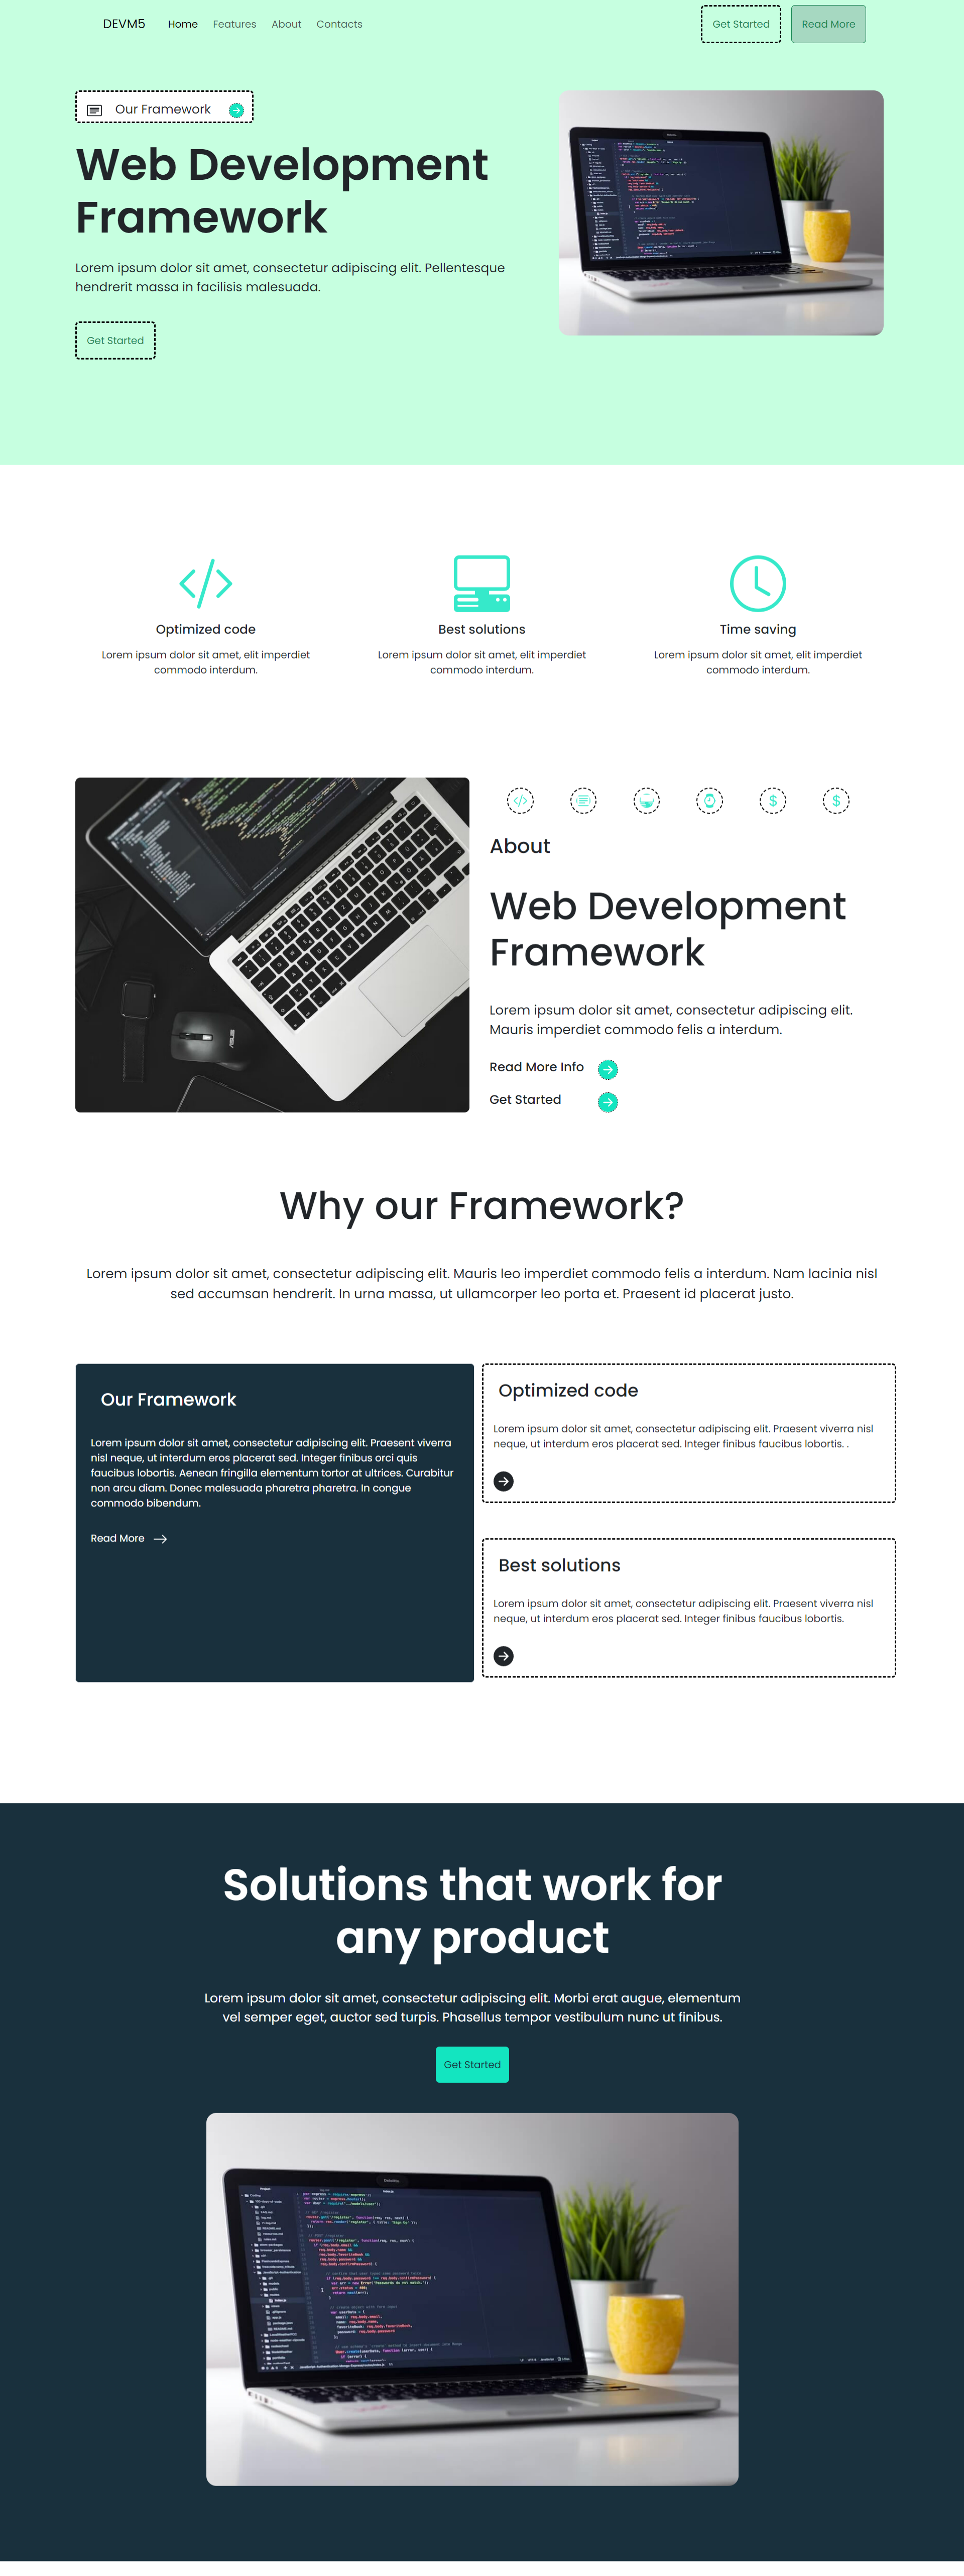 DEVM5 Home Features About Contacts Get Started Read More
Our Framework
Web Development
Framework
Lorem ipsum dolor sit amet, consectetur adipiscing elit. Pellentesque
hendrerit massa in facilisis malesuada.
Get Started
Optimized code
Lorem ipsum dolor sit amet, elit imperdiet
commodo interdum.
Best solutions
Lorem ipsum dolor sit amet, elit imperdiet
commodo interdum.
Time saving
Lorem ipsum dolor sit amet, elit imperdiet
commodo interdum.
ASUS
About
Web Development
Framework
Lorem ipsum dolor sit amet, consectetur adipiscing elit.
Mauris imperdiet commodo felis a interdum.
Read More Info
Get Started
Why our Framework?
Lorem ipsum dolor sit amet, consectetur adipiscing elit. Mauris leo imperdiet commodo felis a interdum. Nam lacinia nisl
sed accumsan hendrerit. In urna massa, ut ullamcorper leo porta et. Praesent id placerat justo.
Our Framework
Lorem ipsum dolor sit amet, consectetur adipiscing elit. Praesent viverra
nisl neque, ut interdum eros placerat sed. Integer finibus orci quis
faucibus lobortis. Aenean fringilla elementum tortor at ultrices. Curabitur
non arcu diam. Donec malesuada pharetra pharetra. In congue
commodo bibendum.
Read More
Optimized code
Lorem ipsum dolor sit amet, consectetur adipiscing elit. Praesent viverra nisl
neque, ut interdum eros placerat sed. Integer finibus faucibus lobortis. .
Best solutions
Lorem ipsum dolor sit amet, consectetur adipiscing elit. Praesent viverra nisl
neque, ut interdum eros placerat sed. Integer finibus faucibus lobortis.
Solutions that work for
any product
Lorem ipsum dolor sit amet, consectetur adipiscing elit. Morbi erat augue, elementum
vel semper eget, auctor sed turpis. Phasellus tempor vestibulum nunc ut finibus.
Get Started